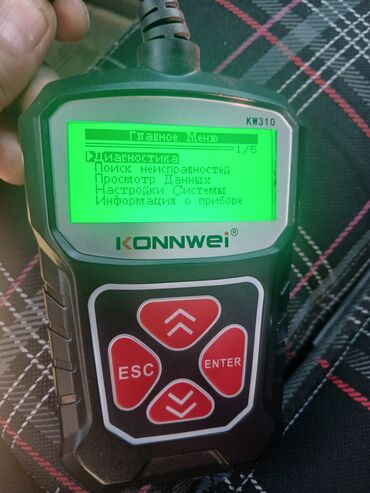 KW310
Главное Меню
1/5
Диагностика
Поиск неисправностей
Просмотр Данных
Настройки Системы
Информация о приборе
KONNWEI®
ESC
ENTER